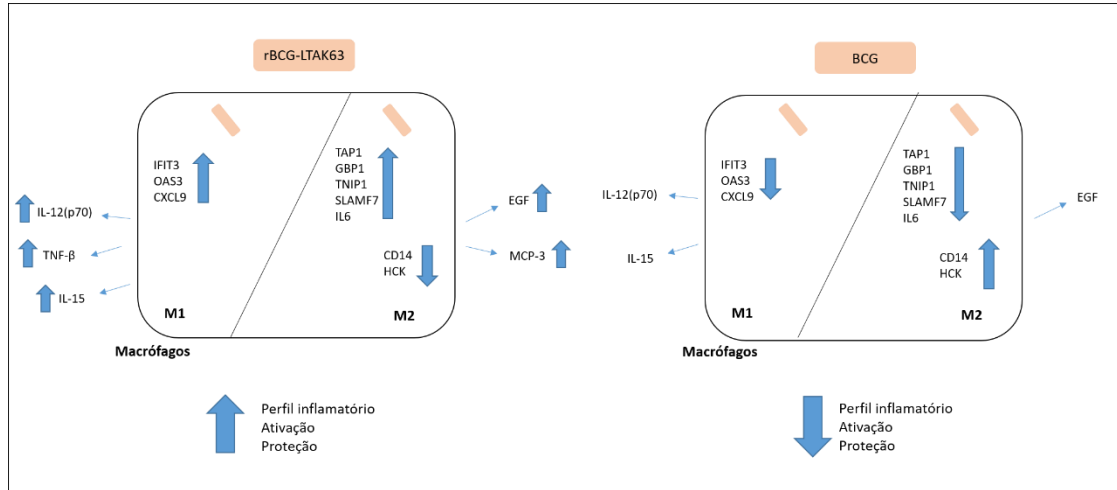 rBCG-LTAK63
IFIT3
OAS3
CXCL9
TAP1
GBP1
TNIP1
SLAMF7
IL6
CD14
HCK
M1
M2
IL-12(p70)
TNF-β
IL-15
EGF
MCP-3
Macrófagos
Perfil inflamatório
Ativação
Proteção
BCG
IFIT3
OAS3
CXCL9
TAP1
GBP1
TNIP1
SLAMF7
IL6
CD14
HCK
M1
M2
IL-12(p70)
IL-15
EGF
Macrófagos
Perfil inflamatório
Ativação
Proteção